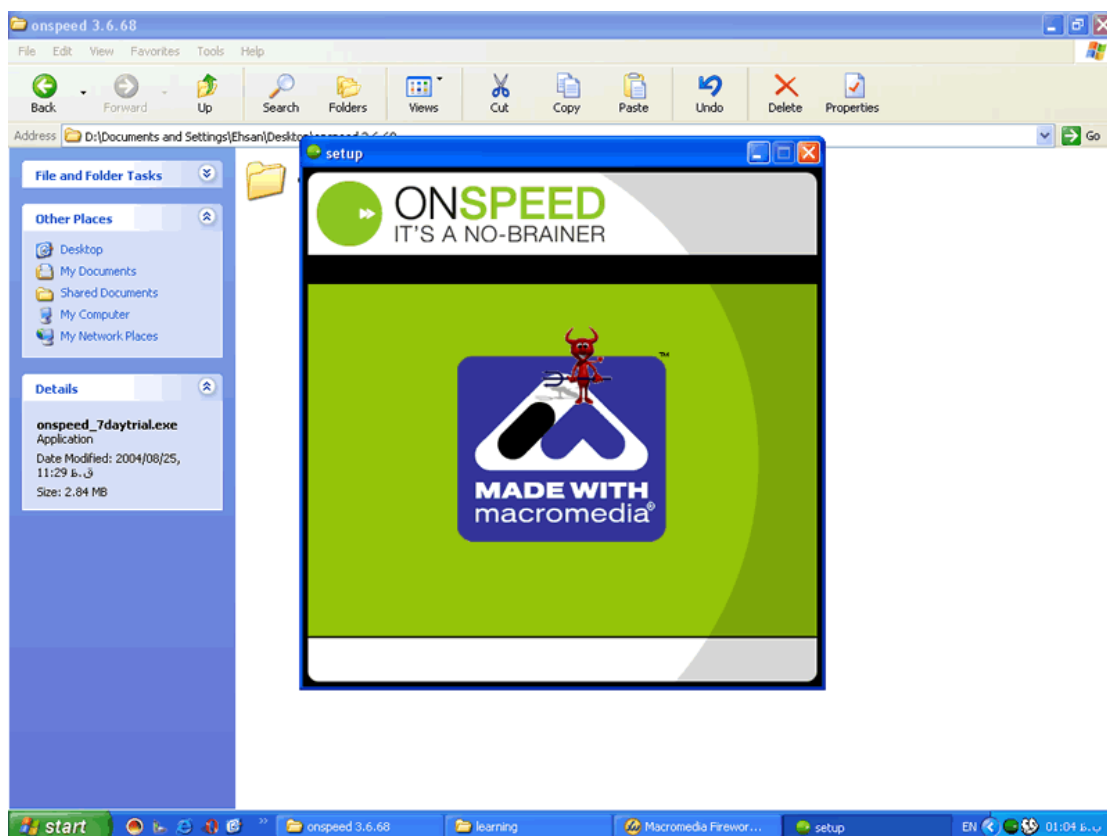 onspeed 3.6.68
File Edit View Favorites Tools Help
Back Forward Up Search Folders Views Cut Copy Paste Undo Delete Properties
Address D:\Documents and Settings\Ehsan\Desktop\onspeed 3.6.68 Go
File and Folder Tasks
Other Places
Desktop
My Documents
Shared Documents
My Computer
My Network Places
Details
onspeed_7daytrial.exe
Application
Date Modified: 2004/08/25,
11:29 ق.ظ
Size: 2.84 MB
setup
ONSPEED
IT'S A NO-BRAINER
TM
MADE WITH
macromedia®
start onspeed 3.6.68 learning Macromedia Firewor... setup EN 01:04 ب.ظ